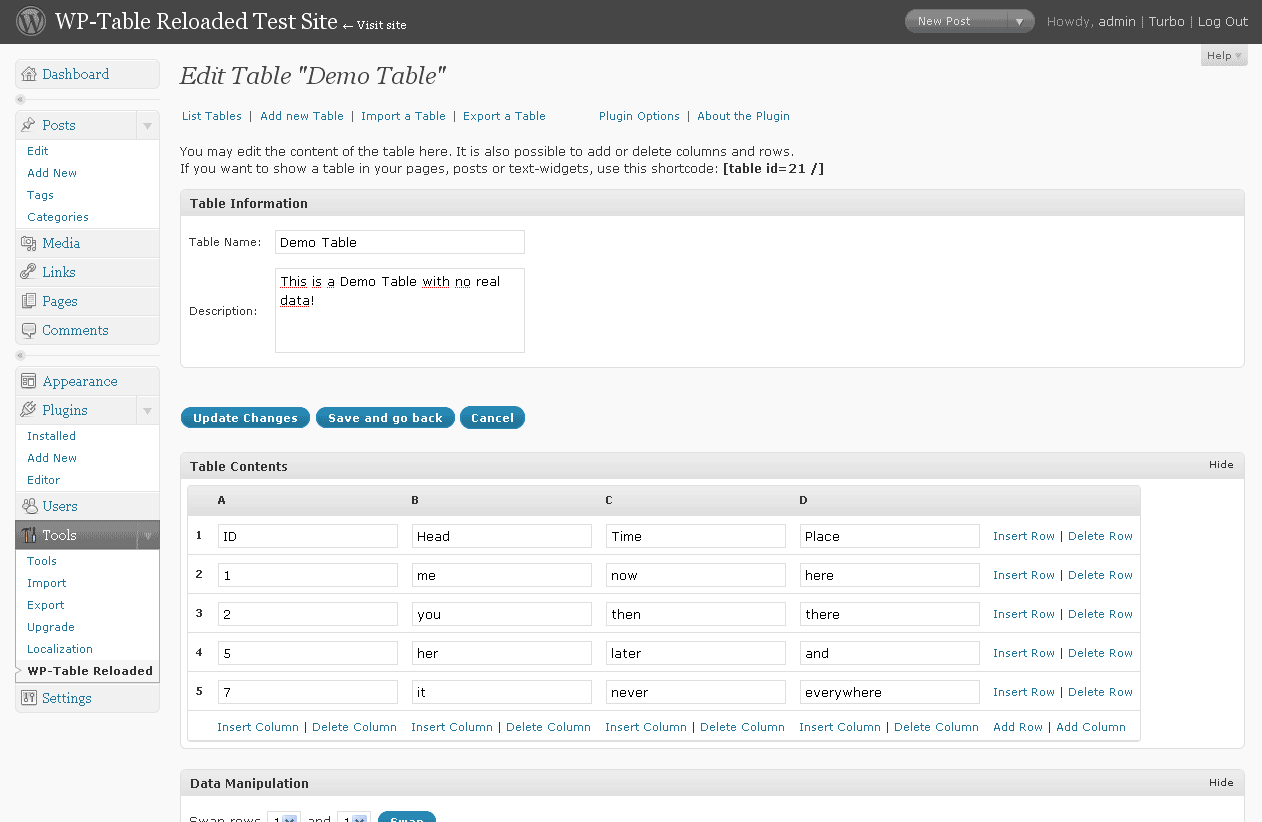 WP-Table Reloaded Test Site ← Visit site
New Post
Howdy, admin | Turbo | Log Out
Help
Dashboard
Posts
Edit
Add New
Tags
Categories
Media
Links
Pages
Comments
Appearance
Plugins
Installed
Add New
Editor
Users
Tools
Tools
Import
Export
Upgrade
Localization
WP-Table Reloaded
Settings
Edit Table "Demo Table"
List Tables | Add new Table | Import a Table | Export a Table Plugin Options | About the Plugin
You may edit the content of the table here. It is also possible to add or delete columns and rows.
If you want to show a table in your pages, posts or text-widgets, use this shortcode: [table id=21 /]
Table Information
Table Name: Demo Table
Description:
This is a Demo Table with no real
data!
Update Changes Save and go back Cancel
Table Contents Hide
A B C D
1 ID Head Time Place Insert Row | Delete Row
2 1 me now here Insert Row | Delete Row
3 2 you then there Insert Row | Delete Row
4 5 her later and Insert Row | Delete Row
5 7 it never everywhere Insert Row | Delete Row
Insert Column | Delete Column Insert Column | Delete Column Insert Column | Delete Column Insert Column | Delete Column Add Row | Add Column
Data Manipulation Hide
Swap rows 1 and 1 Swap